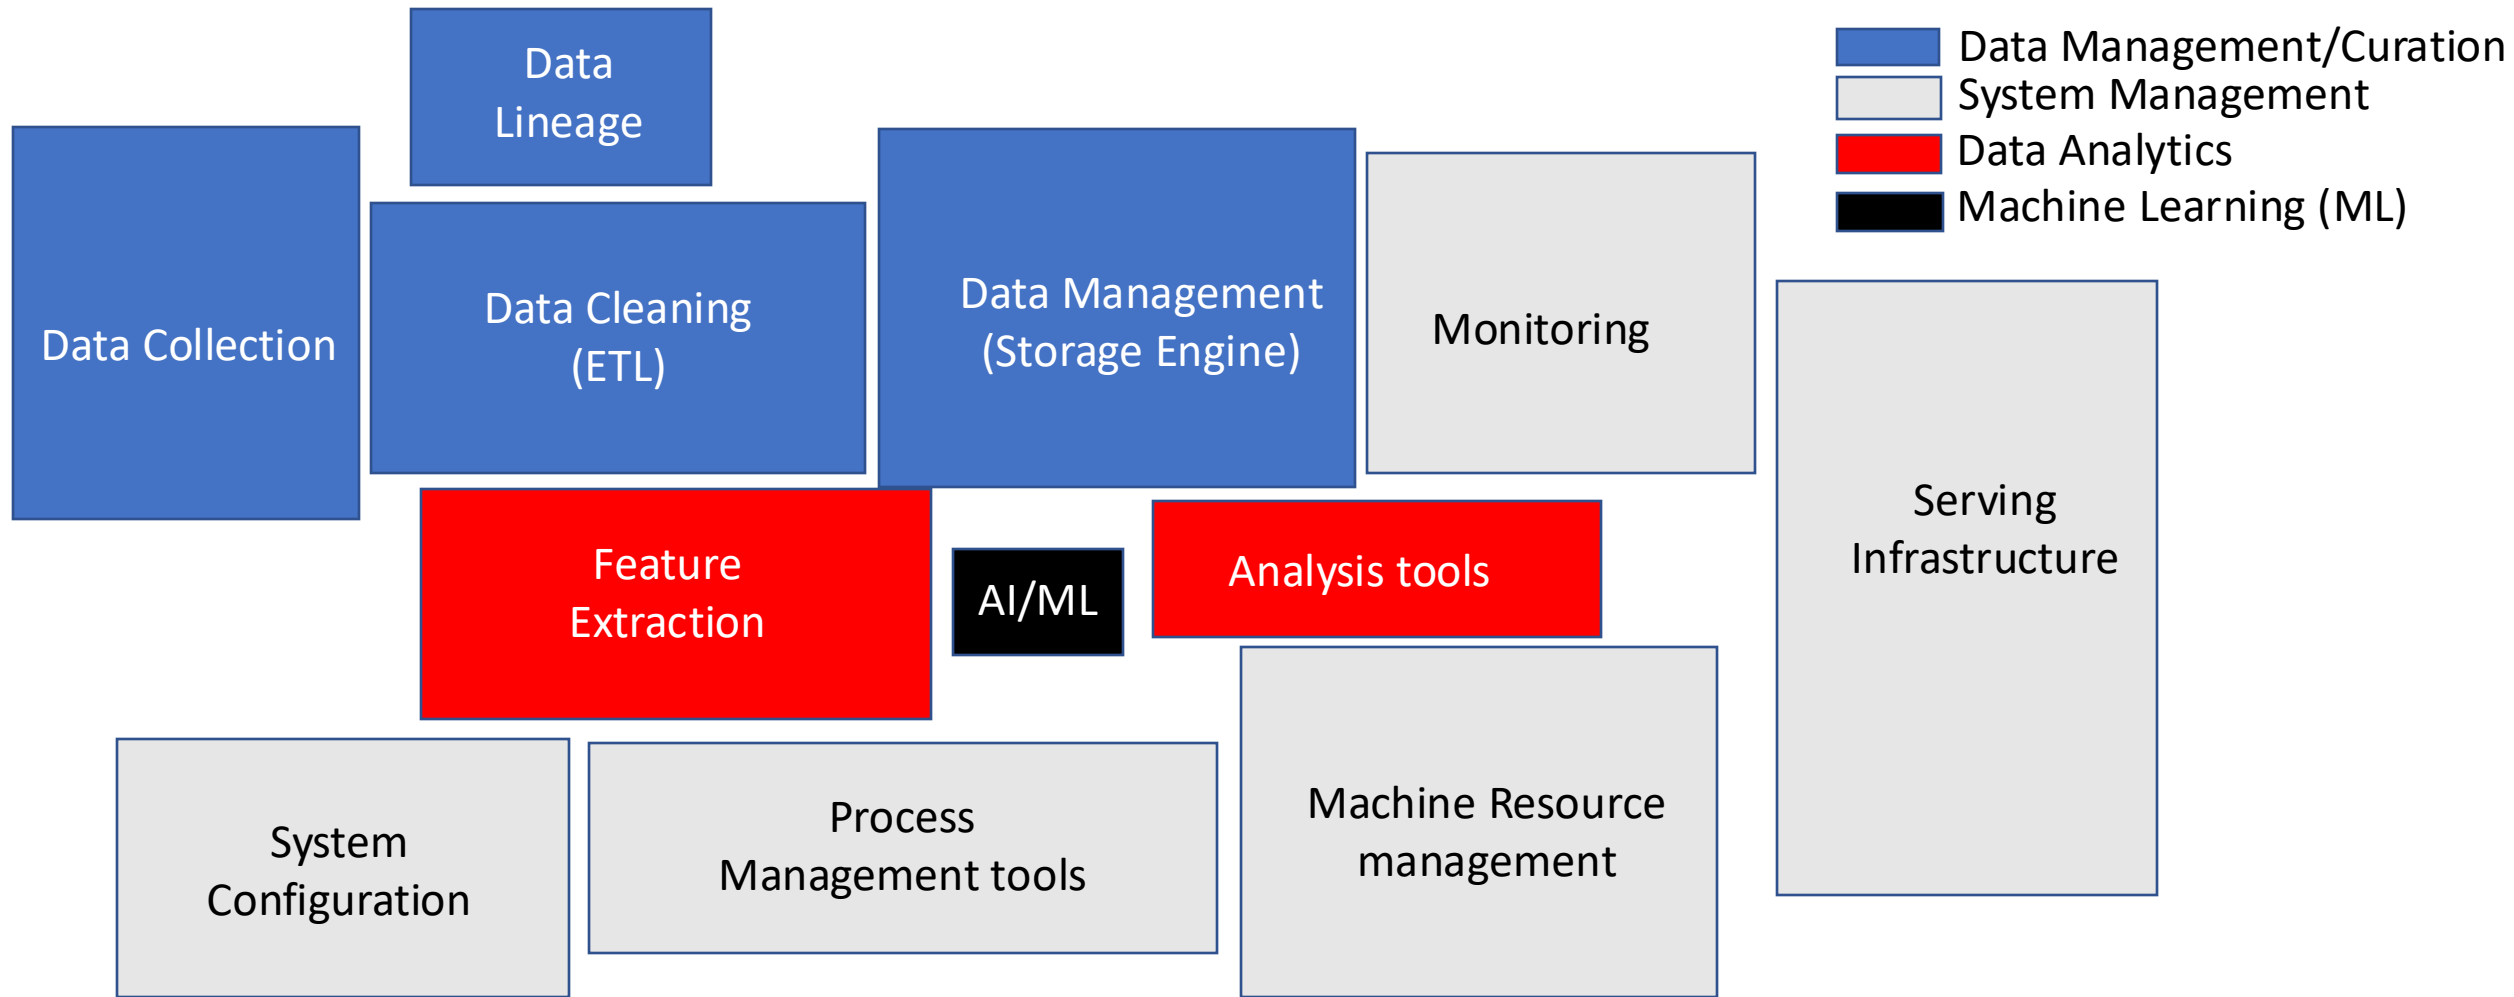 Data
Lineage
Data Management/Curation
System Management
Data Analytics
Machine Learning (ML)
Data Collection
Data Cleaning
(ETL)
Data Management
(Storage Engine)
Monitoring
Serving
Infrastructure
Feature
Extraction
AI/ML
Analysis tools
System
Configuration
Process
Management tools
Machine Resource
management